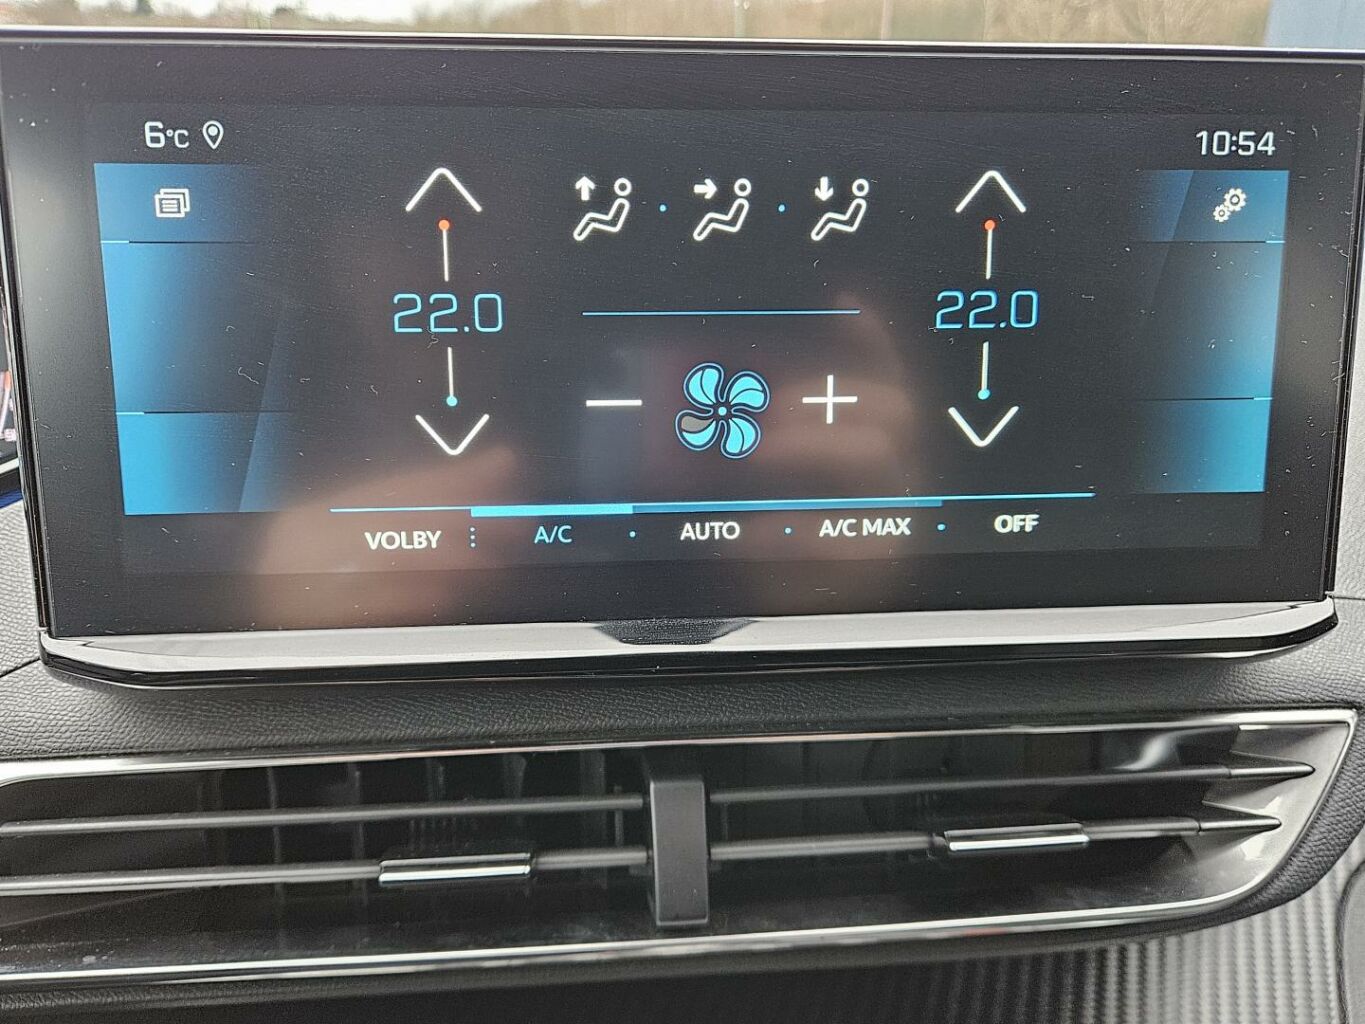 6°C
10:54
22.0
22.0
VOLBY
A/C
AUTO
A/C MAX
OFF